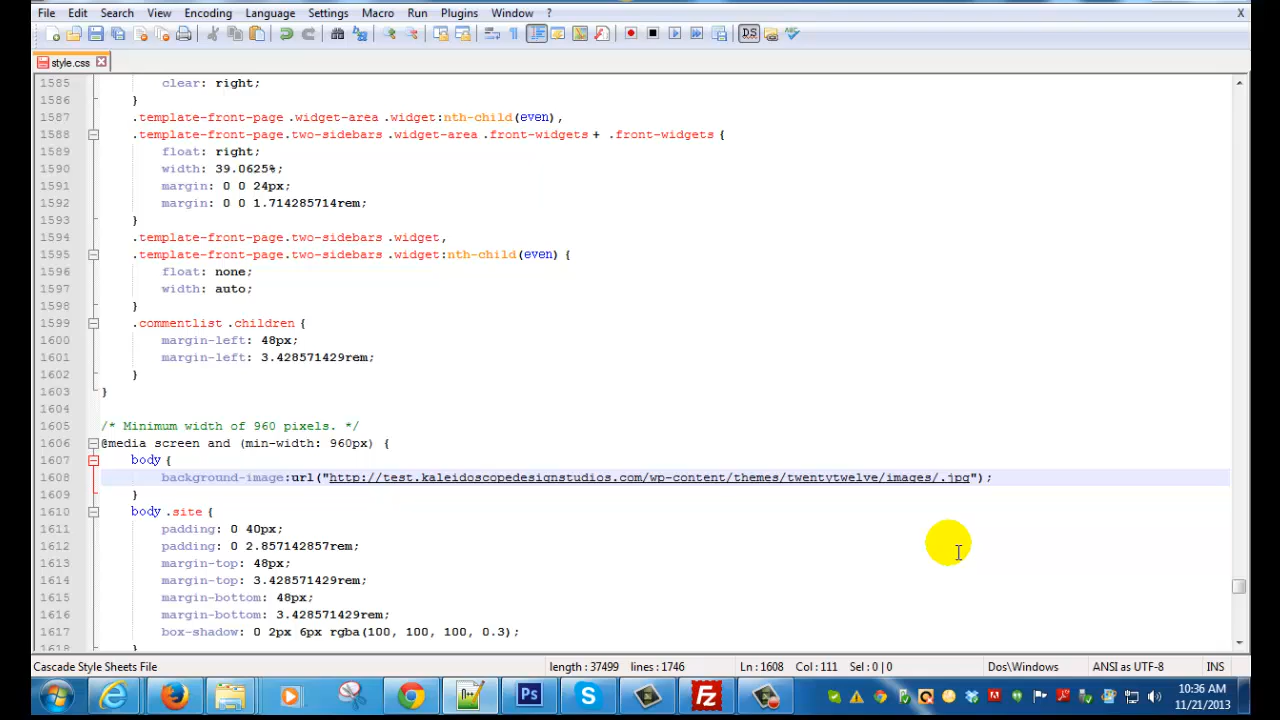 File Edit Search View Encoding Language Settings Macro Run Plugins Window ? X
style.css
1585 clear: right;
1586 }
1587 .template-front-page .widget-area .widget:nth-child(even),
1588 .template-front-page.two-sidebars .widget-area .front-widgets + .front-widgets {
1589 float: right;
1590 width: 39.0625%;
1591 margin: 0 0 24px;
1592 margin: 0 0 1.714285714rem;
1593 }
1594 .template-front-page.two-sidebars .widget,
1595 .template-front-page.two-sidebars .widget:nth-child(even) {
1596 float: none;
1597 width: auto;
1598 }
1599 .commentlist .children {
1600 margin-left: 48px;
1601 margin-left: 3.428571429rem;
1602 }
1603 }
1604
1605 /* Minimum width of 960 pixels. */
1606 @media screen and (min-width: 960px) {
1607 body {
1608 background-image:url("http://test.kaleidoscopedesignstudios.com/wp-content/themes/twentytwelve/images/.jpg");
1609 }
1610 body .site {
1611 padding: 0 40px;
1612 padding: 0 2.857142857rem;
1613 margin-top: 48px;
1614 margin-top: 3.428571429rem;
1615 margin-bottom: 48px;
1616 margin-bottom: 3.428571429rem;
1617 box-shadow: 0 2px 6px rgba(100, 100, 100, 0.3);
1618 }
Cascade Style Sheets File length : 37499 lines : 1746 Ln : 1608 Col : 111 Sel : 0 | 0 Dos\Windows ANSI as UTF-8 INS
10:36 AM
11/21/2013